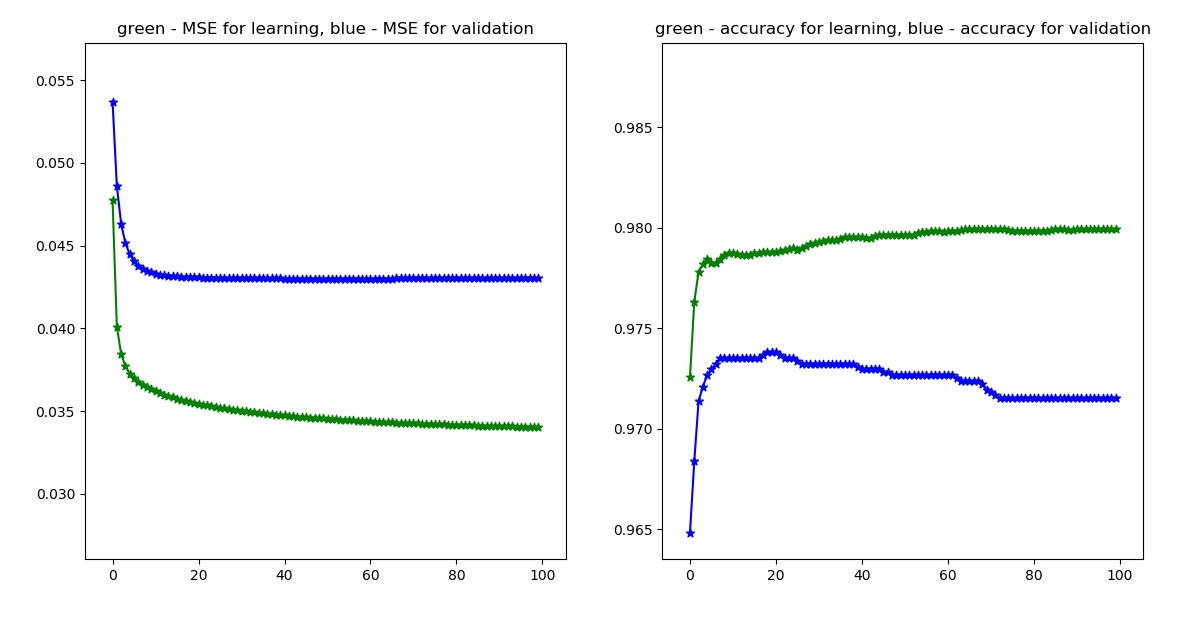 green - MSE for learning, blue - MSE for validation
0.055
0.050
0.045
0.040
0.035
0.030
0 20 40 60 80 100
green - accuracy for learning, blue - accuracy for validation
0.985
0.980
0.975
0.970
0.965
0 20 40 60 80 100